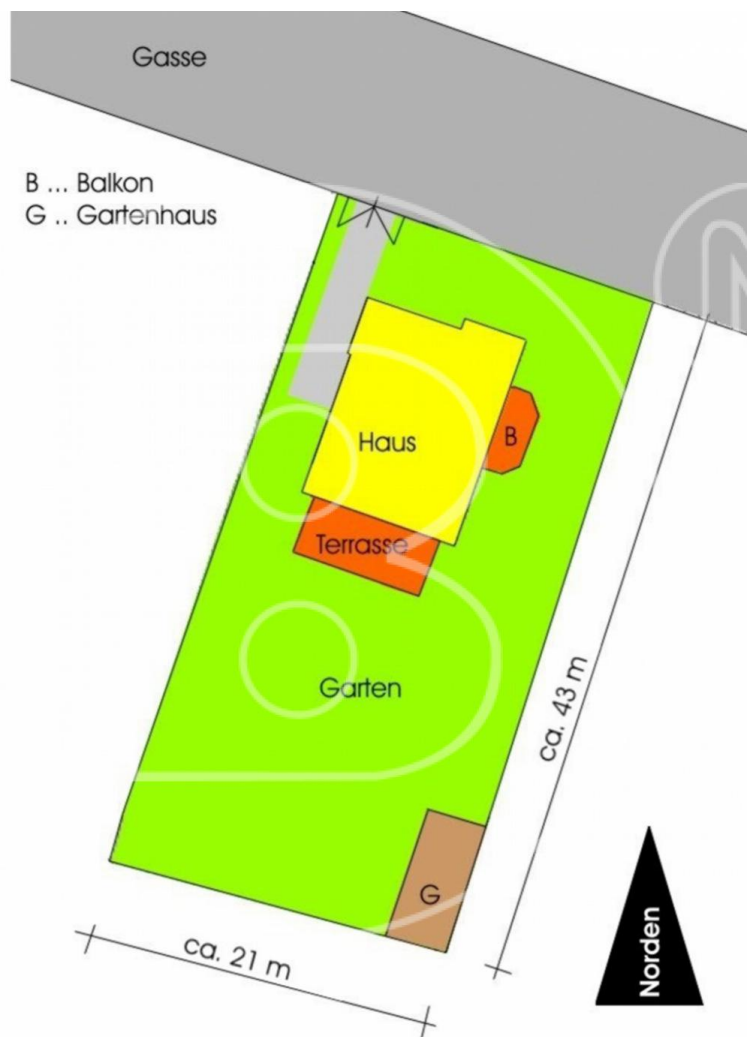 Gasse
B ... Balkon
G .. Gartenhaus
Haus
B
Terrasse
Garten
ca. 43 m
G
ca. 21 m
Norden